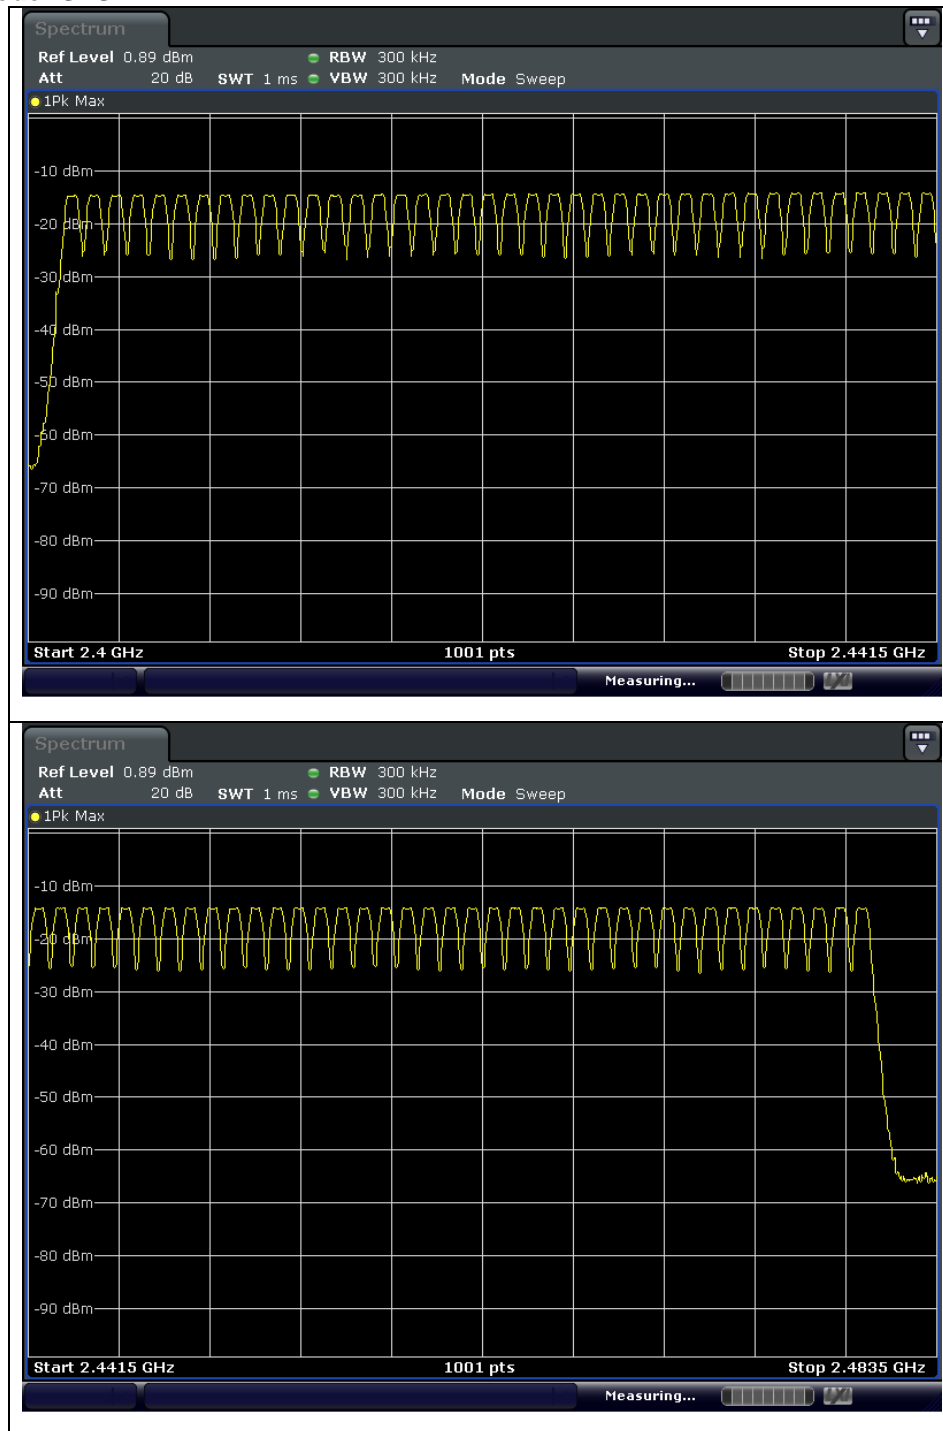 Spectrum
Ref Level 0.89 dBm RBW 300 kHz
Att 20 dB SWT 1 ms VBW 300 kHz Mode Sweep
1Pk Max
-10 dBm
-20 dBm
-30 dBm
-40 dBm
-50 dBm
-60 dBm
-70 dBm
-80 dBm
-90 dBm
Start 2.4 GHz 1001 pts Stop 2.4415 GHz
Measuring...
Spectrum
Ref Level 0.89 dBm RBW 300 kHz
Att 20 dB SWT 1 ms VBW 300 kHz Mode Sweep
1Pk Max
-10 dBm
-20 dBm
-30 dBm
-40 dBm
-50 dBm
-60 dBm
-70 dBm
-80 dBm
-90 dBm
Start 2.4415 GHz 1001 pts Stop 2.4835 GHz
Measuring...